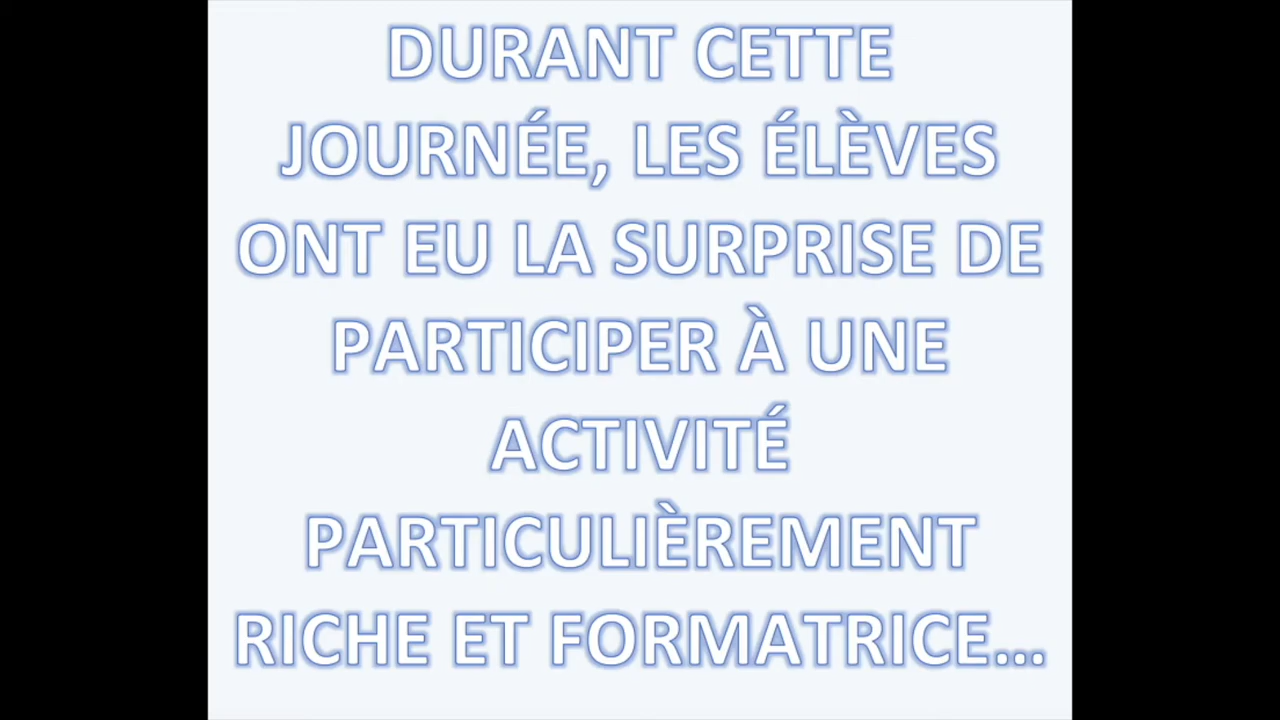 DURANT CETTE
JOURNÉE, LES ÉLÈVES
ONT EU LA SURPRISE DE
PARTICIPER À UNE
ACTIVITÉ
PARTICULIÈREMENT
RICHE ET FORMATRICE...